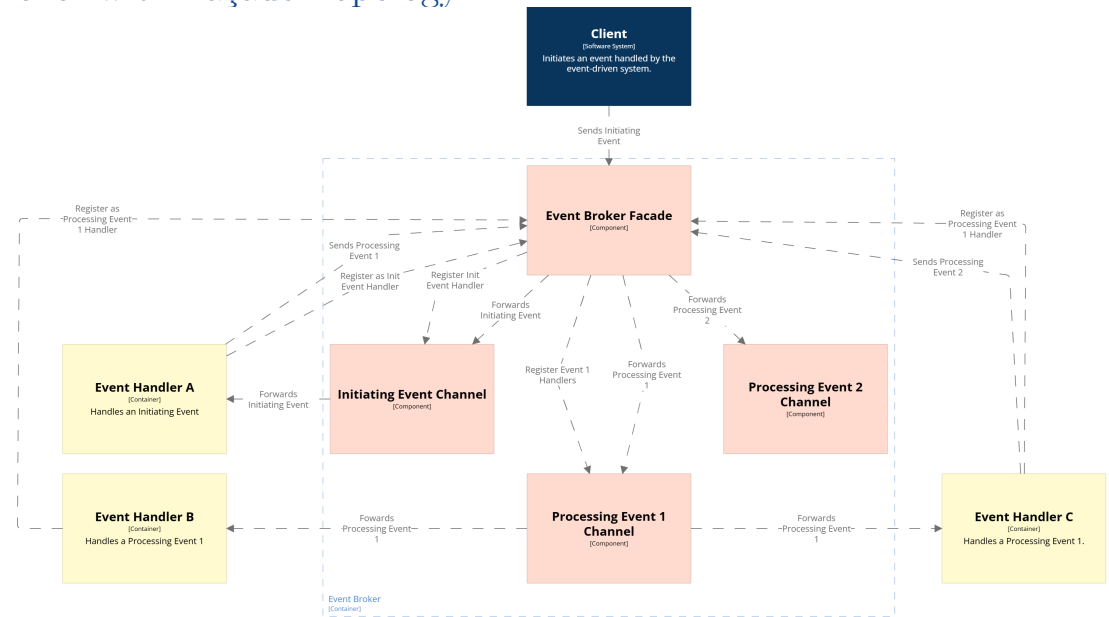 Client
[Software System]
Initiates an event handled by the
event-driven system.
Sends Initiating
Event
Event Broker Facade
[Component]
Register as
Processing Event
1 Handler
Sends Processing
Event 1
Register as Init
Event Handler
Register Init
Event Handler
Forwards
Initiating Event
Forwards
Processing Event
2
Register as
Processing Event
1 Handler
Sends Processing
Event 2
Event Handler A
[Container]
Handles an Initiating Event
Forwards
Initiating Event
Initiating Event Channel
[Component]
Register Event 1
Handlers
Forwards
Processing Event
1
Processing Event 2
Channel
[Component]
Event Handler B
[Container]
Handles a Processing Event 1
Fowards
Processing Event
1
Processing Event 1
Channel
[Component]
Forwards
Processing Event
1
Event Handler C
[Container]
Handles a Processing Event 1.
Event Broker
[Container]